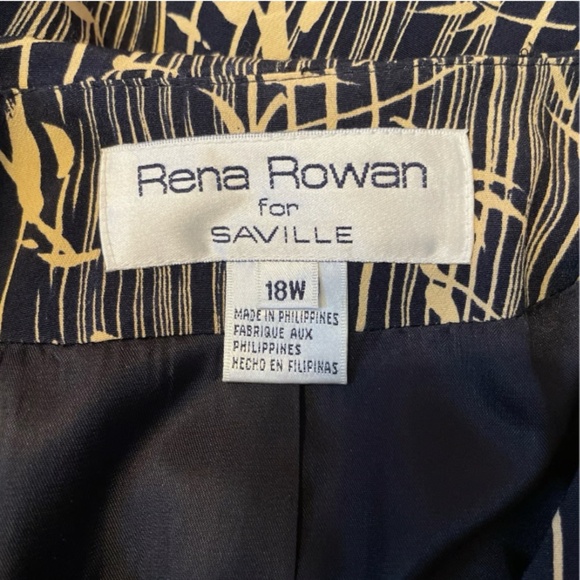 Rena Rowan
for
SAVILLE
18W
MADE IN PHILIPPINES
FABRIQUE AUX
PHILIPPINES
HECHO EN FILIPINAS